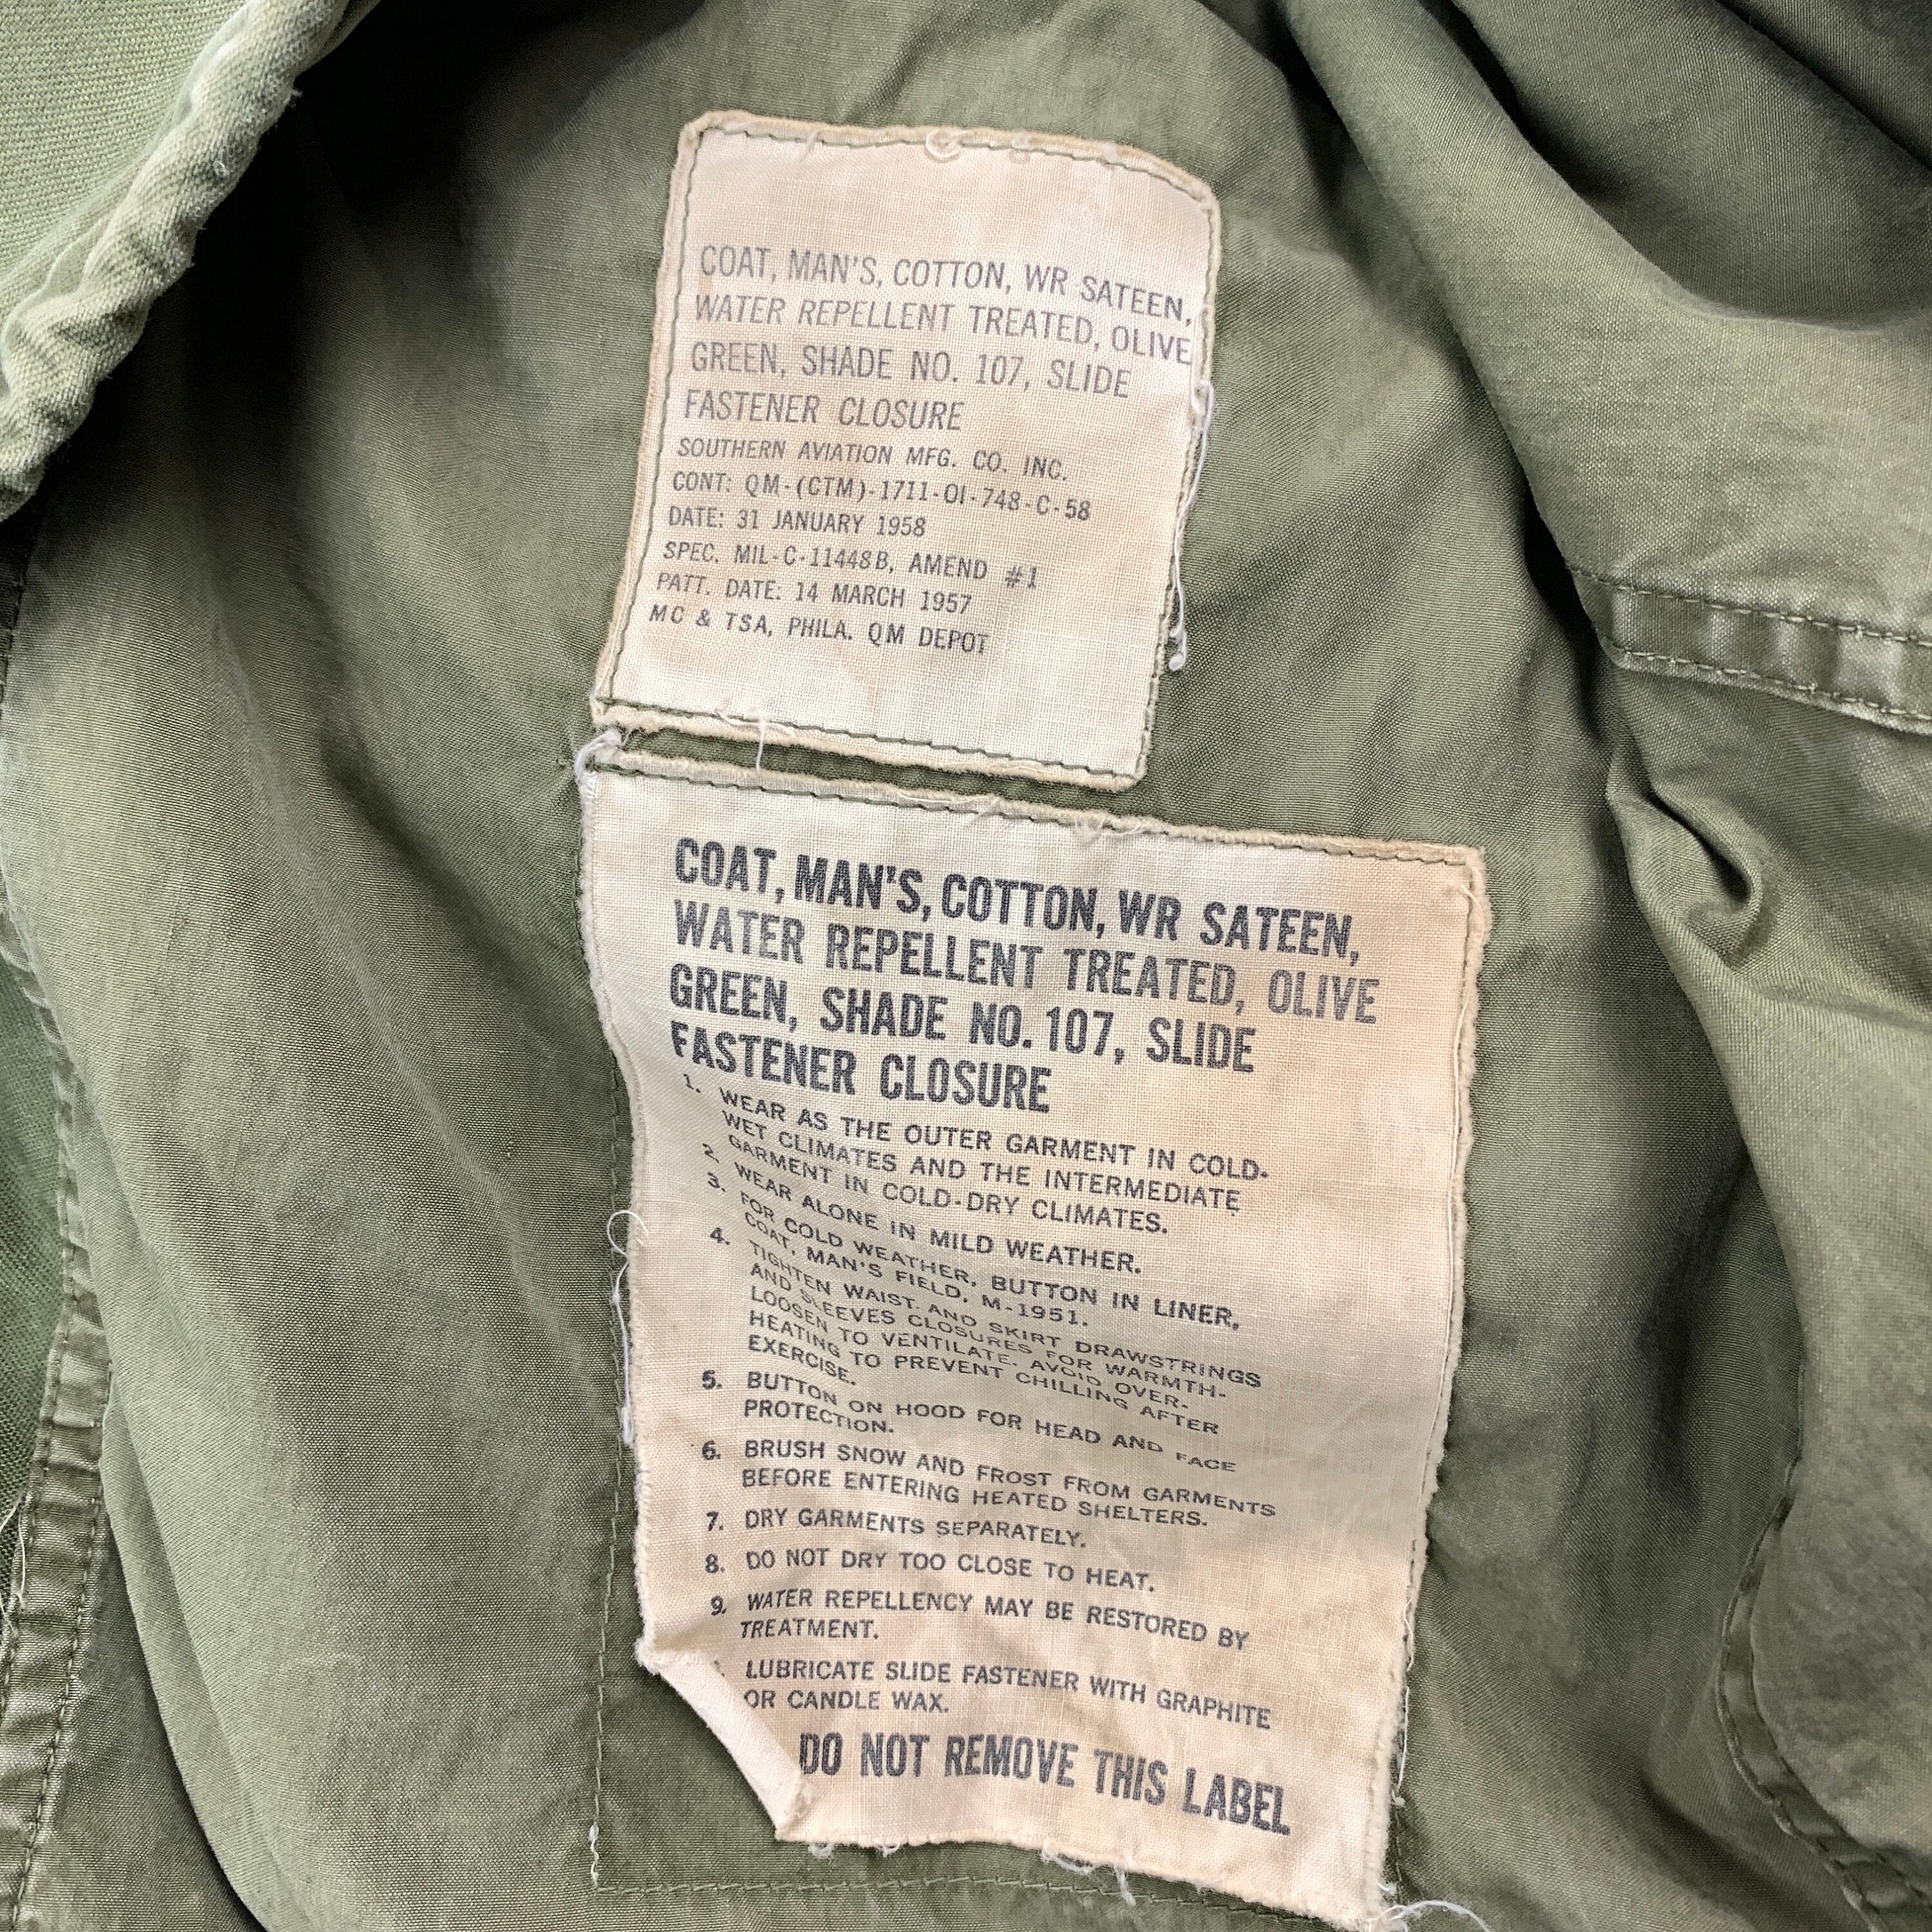 COAT, MAN'S, COTTON, WR SATEEN,
WATER REPELLENT TREATED, OLIVE
GREEN, SHADE NO. 107, SLIDE
FASTENER CLOSURE
SOUTHERN AVIATION MFG. CO. INC.
CONT: QM-(CTM)-1711-OI-748-C-58
DATE: 31 JANUARY 1958
SPEC. MIL-C-11448B, AMEND #1
PATT. DATE: 14 MARCH 1957
MC & TSA, PHILA. QM DEPOT
COAT, MAN'S, COTTON, WR SATEEN,
WATER REPELLENT TREATED, OLIVE
GREEN, SHADE NO. 107, SLIDE
FASTENER CLOSURE
1. WEAR AS THE OUTER GARMENT IN COLD-
WET CLIMATES AND THE INTERMEDIATE
GARMENT IN COLD-DRY CLIMATES.
2. WEAR ALONE IN MILD WEATHER.
3. FOR COLD WEATHER, BUTTON IN LINER,
COAT, MAN'S FIELD, M-1951.
4. TIGHTEN WAIST. AND SKIRT DRAWSTRINGS
AND SLEEVES CLOSURES FOR WARMTH-
LOOSEN TO VENTILATE. AVOID OVER-
HEATING TO PREVENT CHILLING AFTER
EXERCISE.
5. BUTTON ON HOOD FOR HEAD AND FACE
PROTECTION.
6. BRUSH SNOW AND FROST FROM GARMENTS
BEFORE ENTERING HEATED SHELTERS.
7. DRY GARMENTS SEPARATELY.
8. DO NOT DRY TOO CLOSE TO HEAT.
9. WATER REPELLENCY MAY BE RESTORED BY
TREATMENT.
LUBRICATE SLIDE FASTENER WITH GRAPHITE
OR CANDLE WAX.
DO NOT REMOVE THIS LABEL